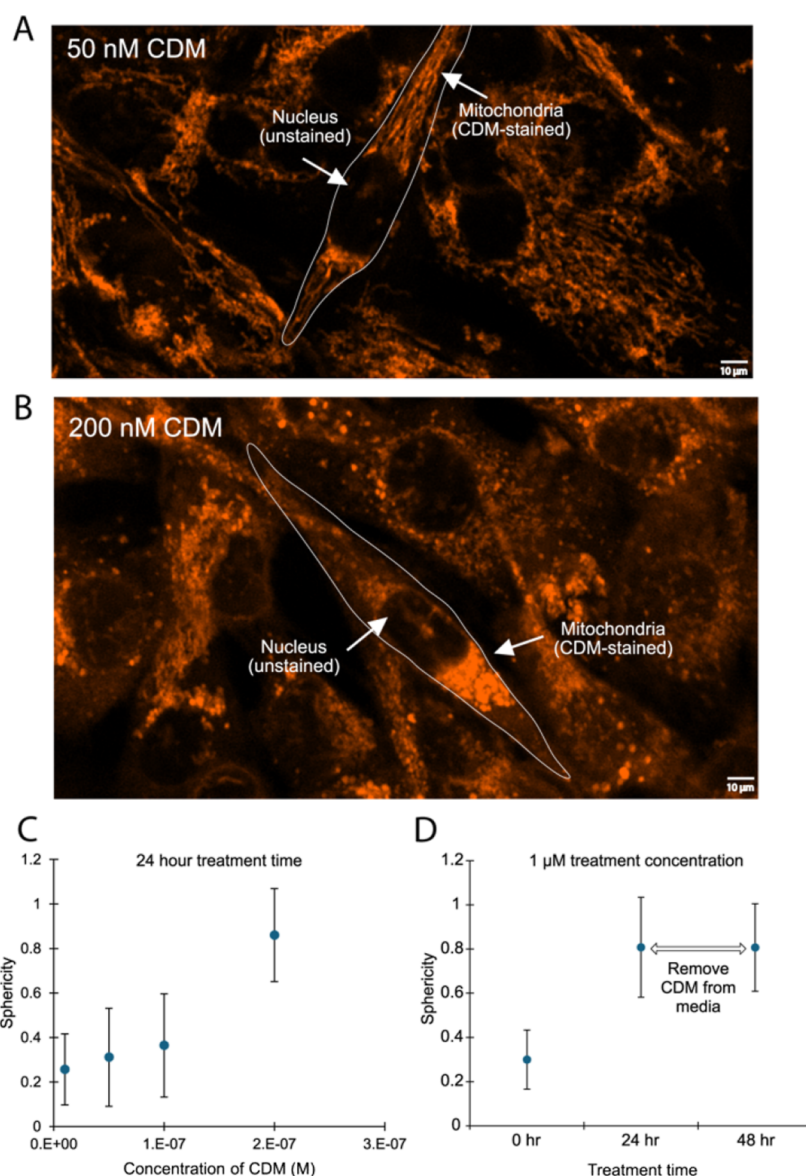 A
50 nM CDM
Nucleus
(unstained)
Mitochondria
(CDM-stained)
10 µm
B
200 nM CDM
Nucleus
(unstained)
Mitochondria
(CDM-stained)
10 µm
C
24 hour treatment time
1.2
1
0.8
0.6
0.4
0.2
0
Sphericity
0.E+00
1.E-07
2.E-07
3.E-07
Concentration of CDM (M)
D
1 µM treatment concentration
1.2
1
0.8
0.6
0.4
0.2
0
Sphericity
Remove
CDM from
media
0 hr
24 hr
48 hr
Treatment time